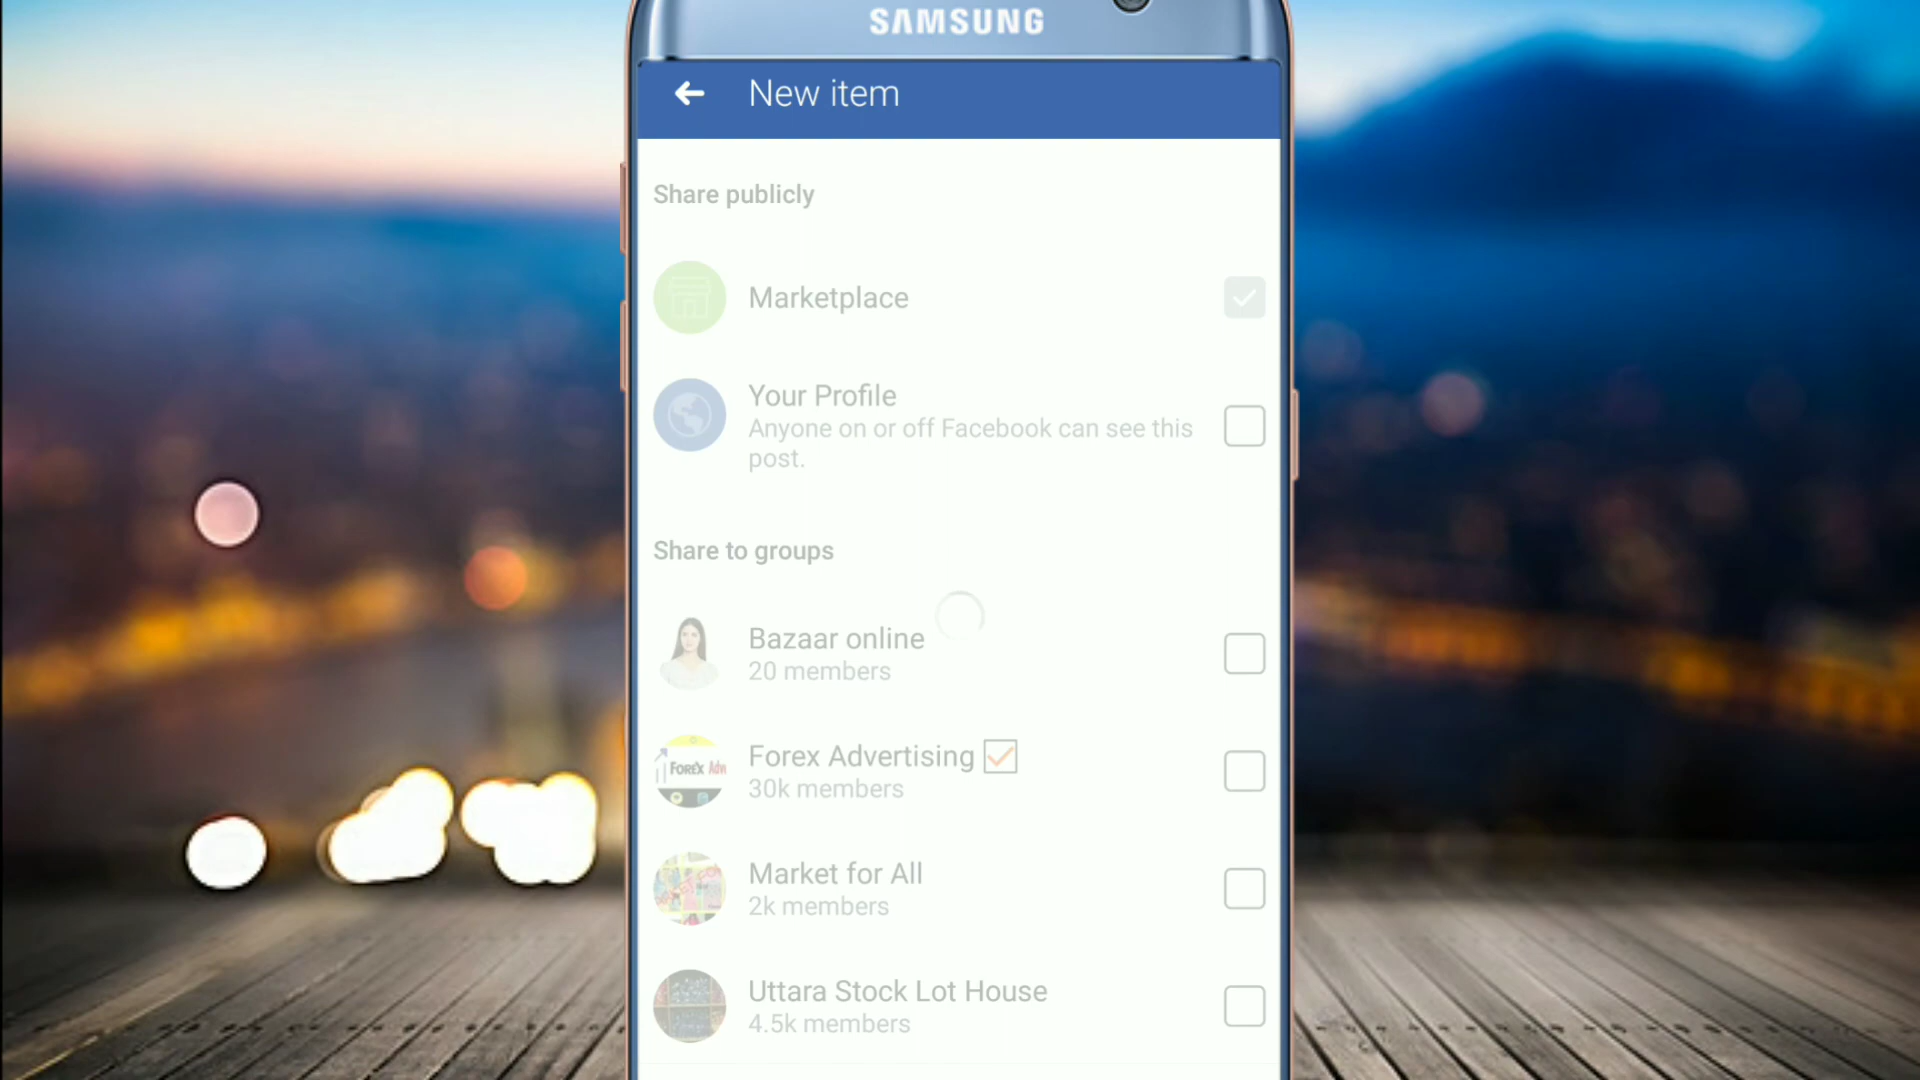 SAMSUNG
New item
Share publicly
Marketplace
Your Profile
Anyone on or off Facebook can see this
post.
Share to groups
Bazaar online
20 members
Forex Advertising
FOREX Adv
30k members
Market for All
2k members
Uttara Stock Lot House
4.5k members